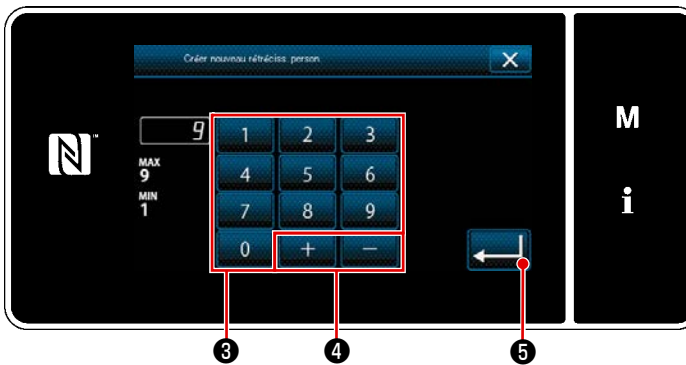 Créer nouveau rétréciss. person
X
9
MAX
9
MIN
1
1 2 3
4 5 6
7 8 9
0 + −
N™
M
i
❸ ❹ ❺